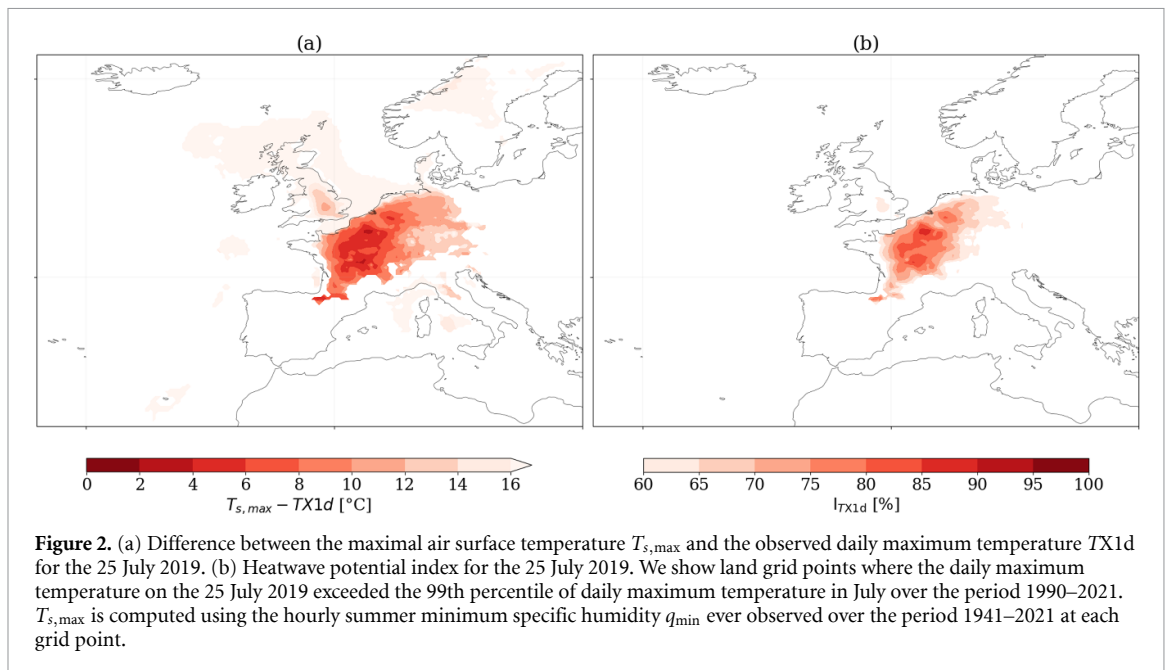 (a)
(b)
0 2 4 6 8 10 12 14 16
T_{s,max} − TX1d [°C]
60 65 70 75 80 85 90 95 100
I_{TX1d} [%]
Figure 2. (a) Difference between the maximal air surface temperature T_{s,max} and the observed daily maximum temperature TX1d
for the 25 July 2019. (b) Heatwave potential index for the 25 July 2019. We show land grid points where the daily maximum
temperature on the 25 July 2019 exceeded the 99th percentile of daily maximum temperature in July over the period 1990–2021.
T_{s,max} is computed using the hourly summer minimum specific humidity q_{min} ever observed over the period 1941–2021 at each
grid point.